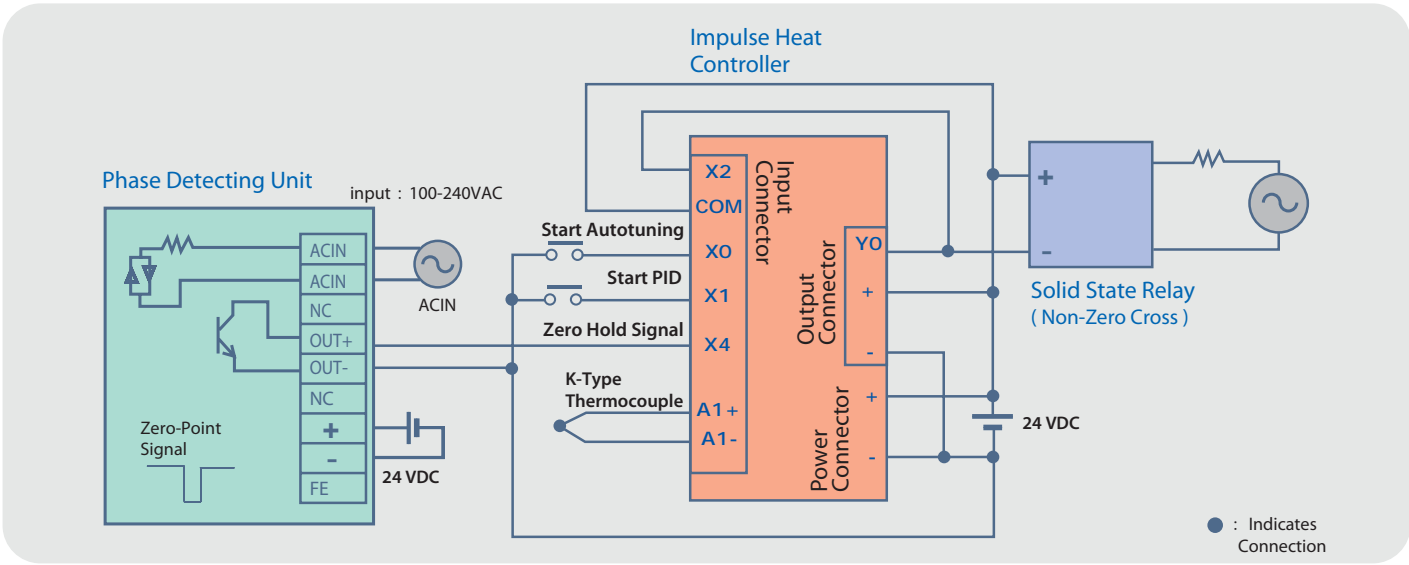 Impulse Heat
Controller
Phase Detecting Unit
input : 100-240VAC
ACIN
ACIN
NC
OUT+
OUT-
NC
+
-
FE
ACIN
Zero-Point
Signal
24 VDC
Start Autotuning
Start PID
Zero Hold Signal
K-Type
Thermocouple
X2
COM
X0
X1
X4
A1+
A1-
Input
Connector
Output
Connector
Y0
+
-
Power
Connector
+
-
24 VDC
+
-
Solid State Relay
( Non-Zero Cross )
: Indicates
Connection